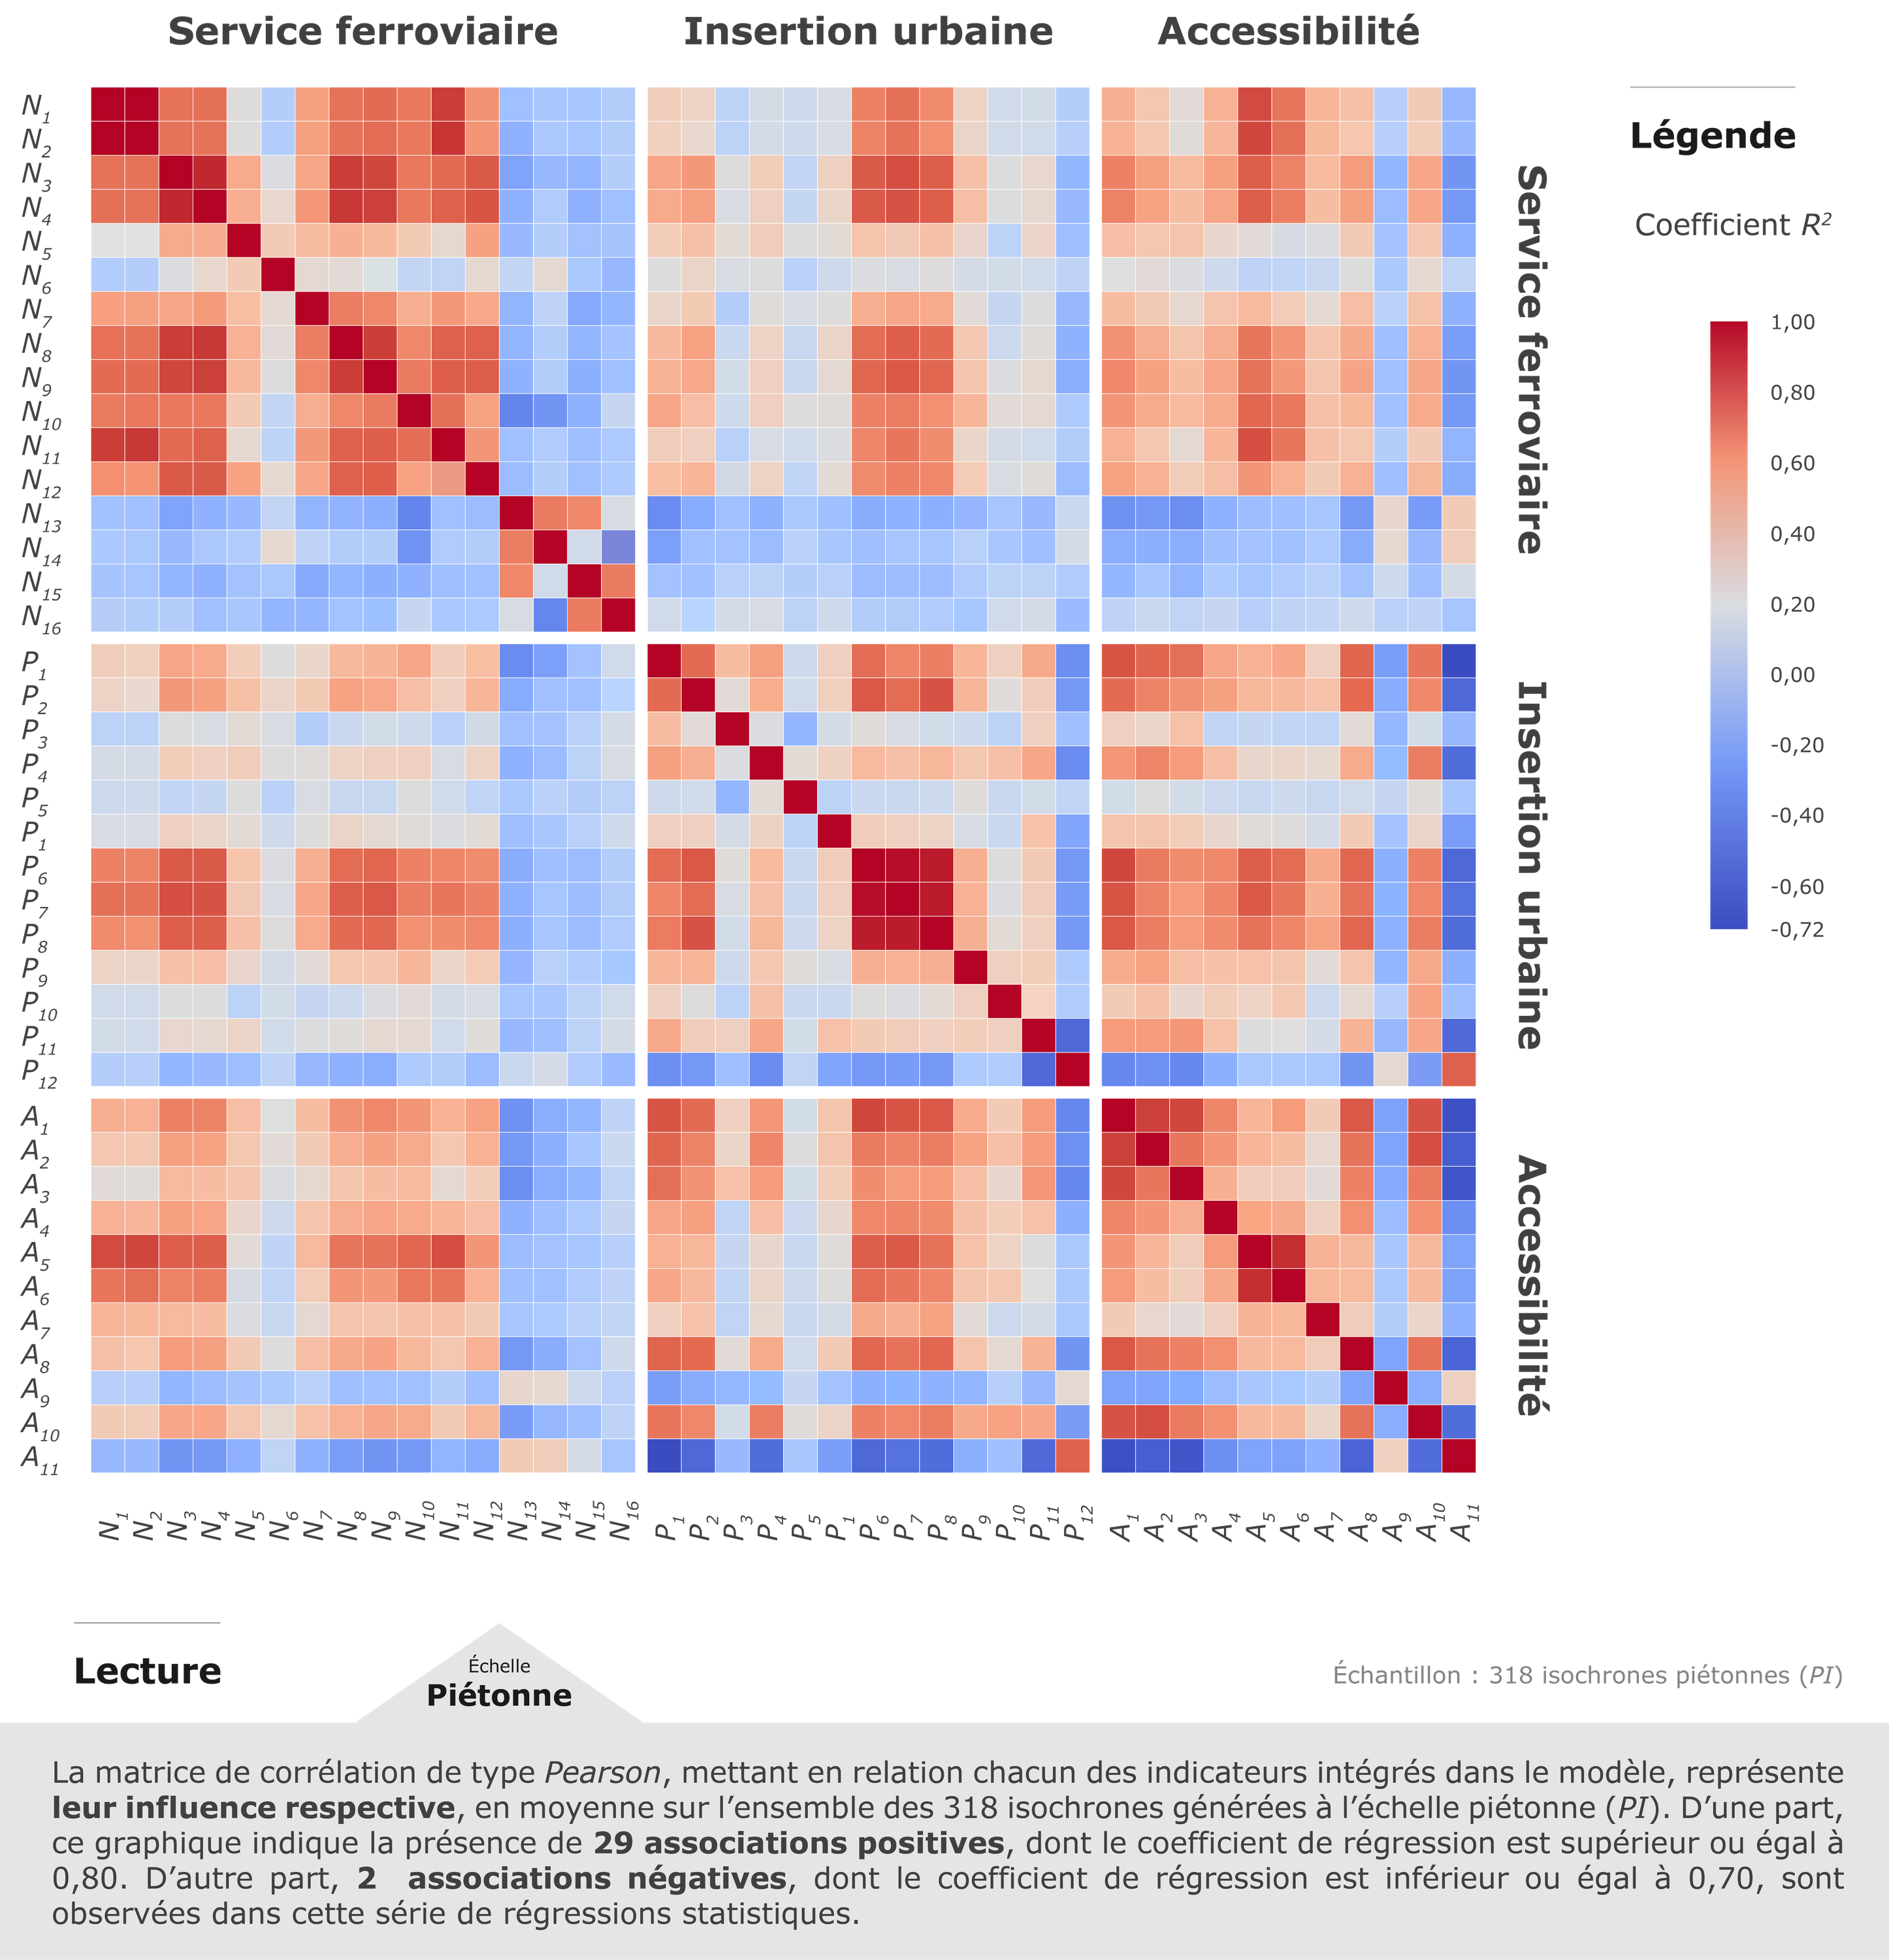 Service ferroviaire Insertion urbaine Accessibilité
N1
N2
N3
N4
N5
N6
N7
N8
N9
N10
N11
N12
N13
N14
N15
N16
P1
P2
P3
P4
P5
P1
P6
P7
P8
P9
P10
P11
P12
A1
A2
A3
A4
A5
A6
A7
A8
A9
A10
A11
N1 N2 N3 N4 N5 N6 N7 N8 N9 N10 N11 N12 N13 N14 N15 N16 P1 P2 P3 P4 P5 P1 P6 P7 P8 P9 P10 P11 P12 A1 A2 A3 A4 A5 A6 A7 A8 A9 A10 A11
Service ferroviaire
Insertion urbaine
Accessibilité
Légende
Coefficient R2
1,00
0,80
0,60
0,40
0,20
0,00
-0,20
-0,40
-0,60
-0,72
Lecture
Échelle
Piétonne
Échantillon : 318 isochrones piétonnes (PI)
La matrice de corrélation de type Pearson, mettant en relation chacun des indicateurs intégrés dans le modèle, représente
leur influence respective, en moyenne sur l’ensemble des 318 isochrones générées à l’échelle piétonne (PI). D’une part,
ce graphique indique la présence de 29 associations positives, dont le coefficient de régression est supérieur ou égal à
0,80. D’autre part, 2 associations négatives, dont le coefficient de régression est inférieur ou égal à 0,70, sont
observées dans cette série de régressions statistiques.